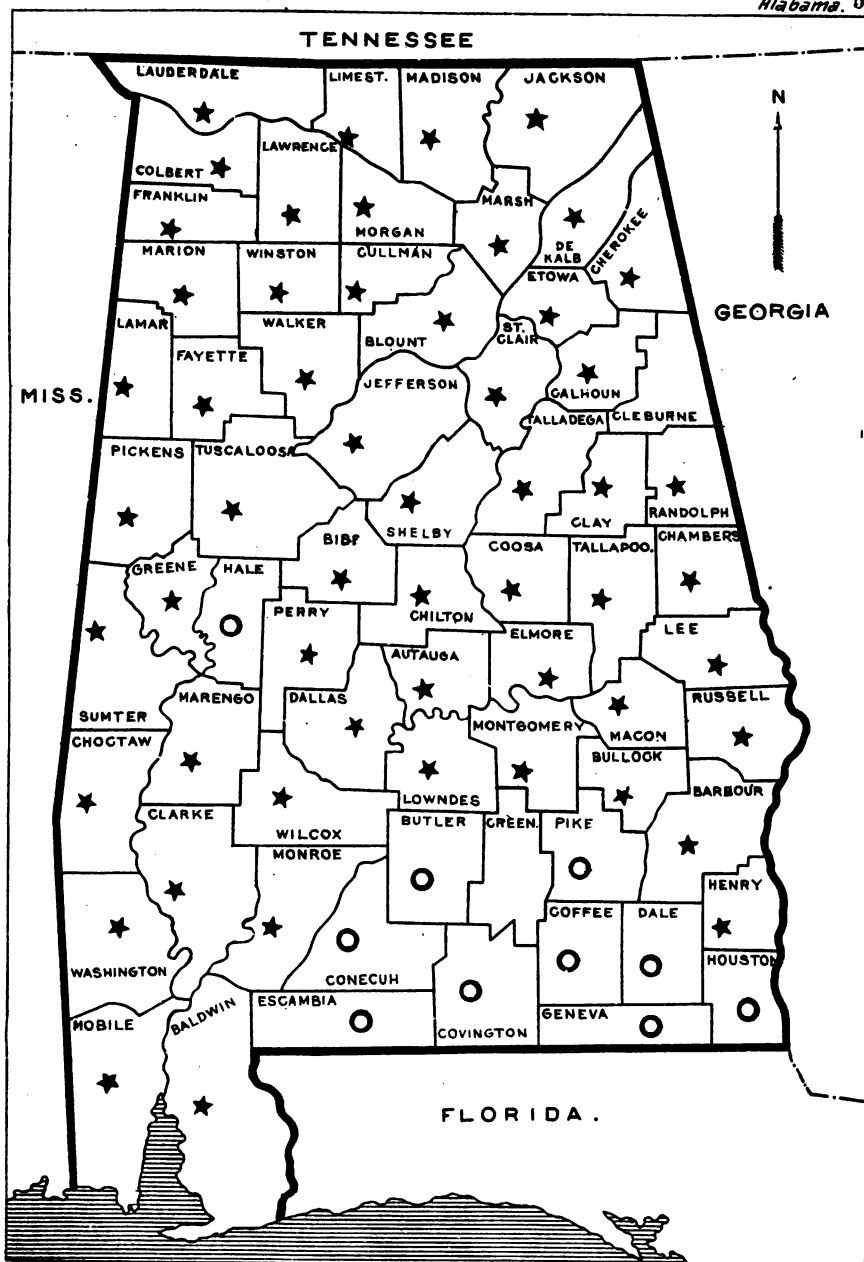 Alabama.
TENNESSEE
LAUDERDALE
LIMEST.
MADISON
JACKSON
N
LAWRENCE
COLBERT
FRANKLIN
MARSH
MORGAN
DE
KALB
CHEROKEE
MARION
WINSTON
CULLMAN
ETOWA
GEORGIA
LAMAR
WALKER
BLOUNT
ST.
CLAIR
FAYETTE
JEFFERSON
MISS.
CALHOUN
TALLADEGA
CLEBURNE
PICKENS
TUSCALOOSA
RANDOLPH
CLAY
SHELBY
BIBB
COOSA
TALLAPOO.
CHAMBERS
GREENE
HALE
PERRY
CHILTON
ELMORE
LEE
AUTAUGA
MARENGO
DALLAS
RUSSELL
SUMTER
MONTGOMERY
MACON
CHOCTAW
BULLOCK
BARBOUR
LOWNDES
CLARKE
BUTLER
CREEN.
PIKE
WILCOX
MONROE
HENRY
COFFEE
DALE
HOUSTON
WASHINGTON
CONECUH
ESCAMBIA
GENEVA
MOBILE
BALDWIN
COVINGTON
FLORIDA.